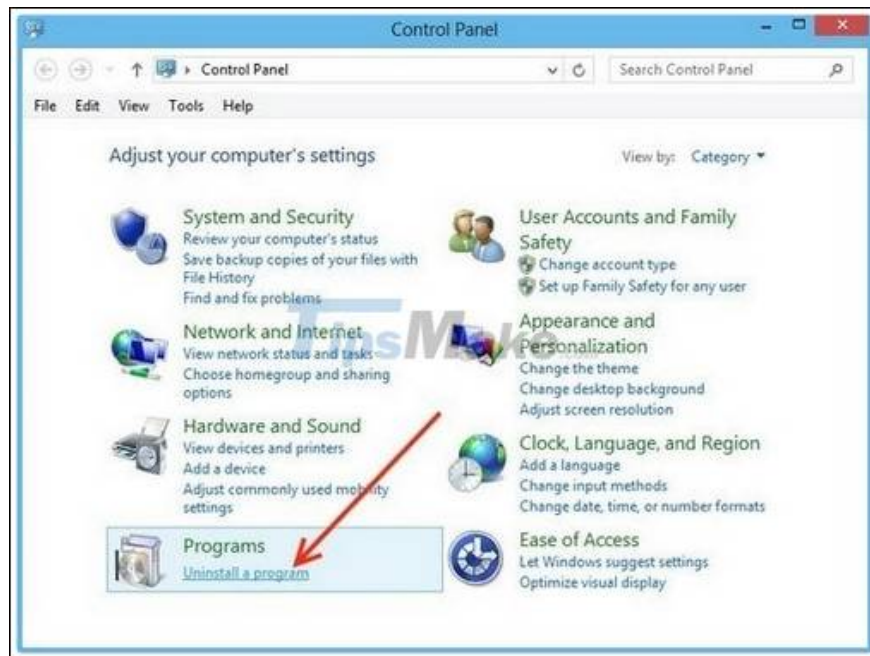 Control Panel
Control Panel
Search Control Panel
File Edit View Tools Help
Adjust your computer's settings
View by: Category
System and Security
Review your computer's status
Save backup copies of your files with
File History
Find and fix problems
Network and Internet
View network status and tasks
Choose homegroup and sharing
options
Hardware and Sound
View devices and printers
Add a device
Adjust commonly used mobility
settings
Programs
Uninstall a program
User Accounts and Family
Safety
Change account type
Set up Family Safety for any user
Appearance and
Personalization
Change the theme
Change desktop background
Adjust screen resolution
Clock, Language, and Region
Add a language
Change input methods
Change date, time, or number formats
Ease of Access
Let Windows suggest settings
Optimize visual display
TipsMake